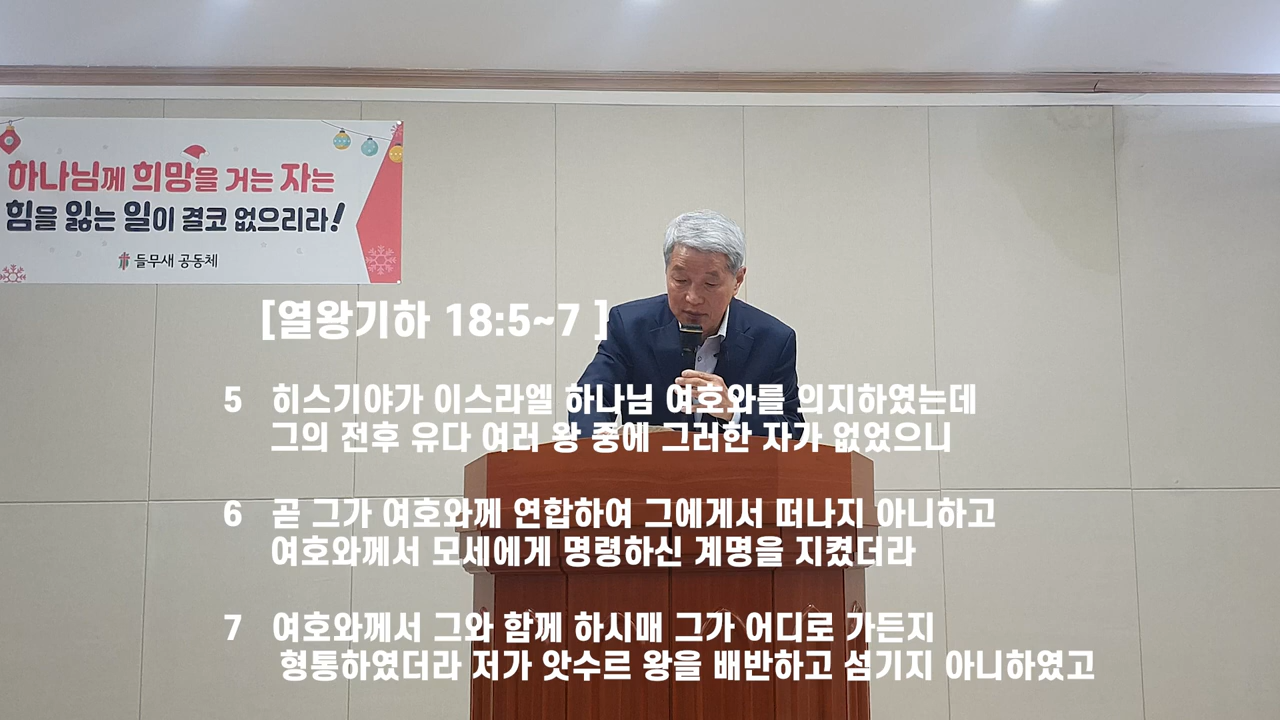 하나님께 희망을 거는 자는
힘을 잃는 일이 결코 없으리라!
들무새 공동체
[열왕기하 18:5~7 ]
5 히스기야가 이스라엘 하나님 여호와를 의지하였는데
그의 전후 유다 여러 왕 중에 그러한 자가 없었으니
6 곧 그가 여호와께 연합하여 그에게서 떠나지 아니하고
여호와께서 모세에게 명령하신 계명을 지켰더라
7 여호와께서 그와 함께 하시매 그가 어디로 가든지
형통하였더라 저가 앗수르 왕을 배반하고 섬기지 아니하였고